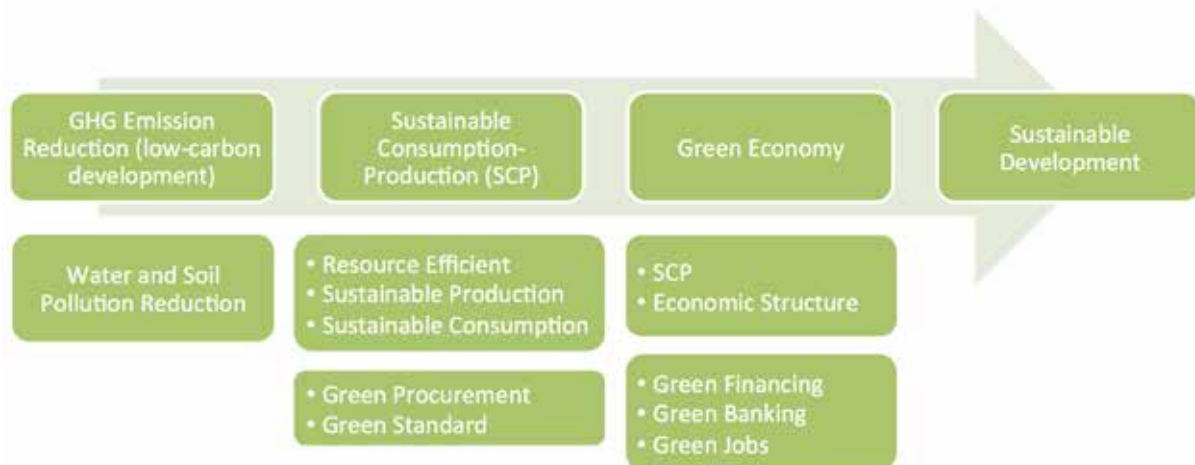 GHG Emission
Reduction (low-carbon
development)
Sustainable
Consumption-
Production (SCP)
Green Economy
Sustainable
Development
Water and Soil
Pollution Reduction
• Resource Efficient
• Sustainable Production
• Sustainable Consumption
• Green Procurement
• Green Standard
• SCP
• Economic Structure
• Green Financing
• Green Banking
• Green Jobs